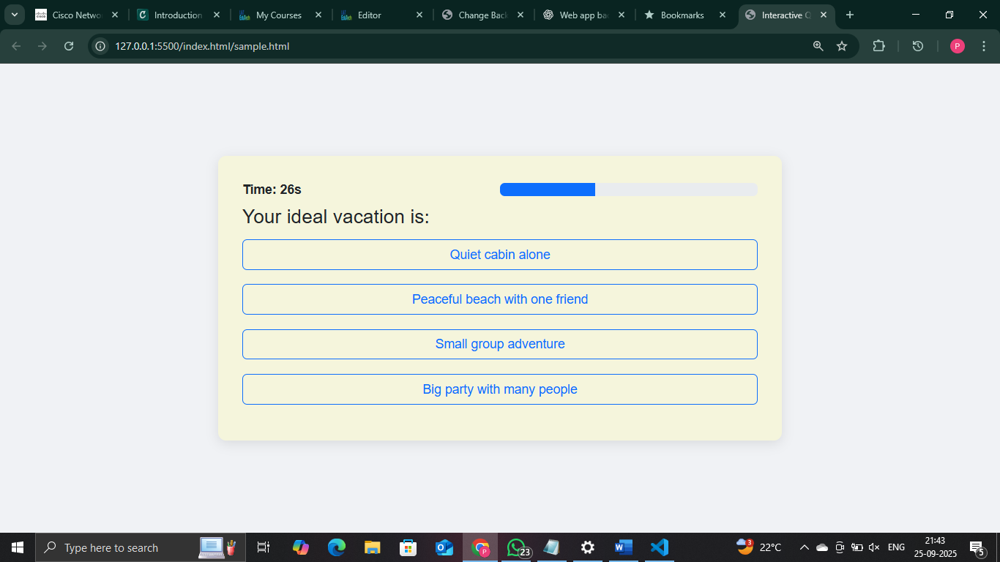 Cisco Netwo
Introduction
My Courses
Editor
Change Back
Web app ba
Bookmarks
Interactive Q
127.0.0.1:5500/index.html/sample.html
P
Time: 26s
Your ideal vacation is:
Quiet cabin alone
Peaceful beach with one friend
Small group adventure
Big party with many people
Type here to search
P
23
3
22°C
ENG
21:43
25-09-2025
5